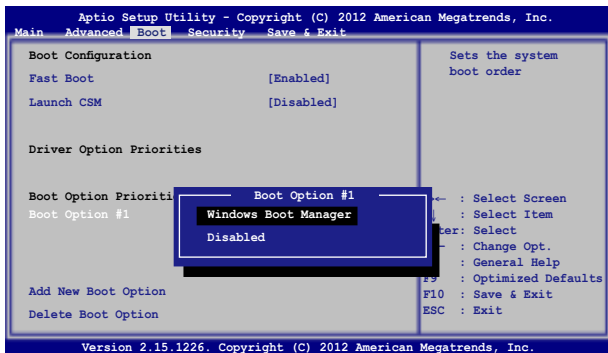 Aptio Setup Utility - Copyright (C) 2012 American Megatrends, Inc.
Main Advanced Boot Security Save & Exit
Boot Configuration
Fast Boot [Enabled]
Launch CSM [Disabled]
Driver Option Priorities
Boot Option Prioriti
Boot Option #1
Add New Boot Option
Delete Boot Option
Boot Option #1
Windows Boot Manager
Disabled
Sets the system
boot order
→← : Select Screen
: Select Item
ter: Select
— : Change Opt.
: General Help
F9 : Optimized Defaults
F10 : Save & Exit
ESC : Exit
Version 2.15.1226. Copyright (C) 2012 American Megatrends, Inc.